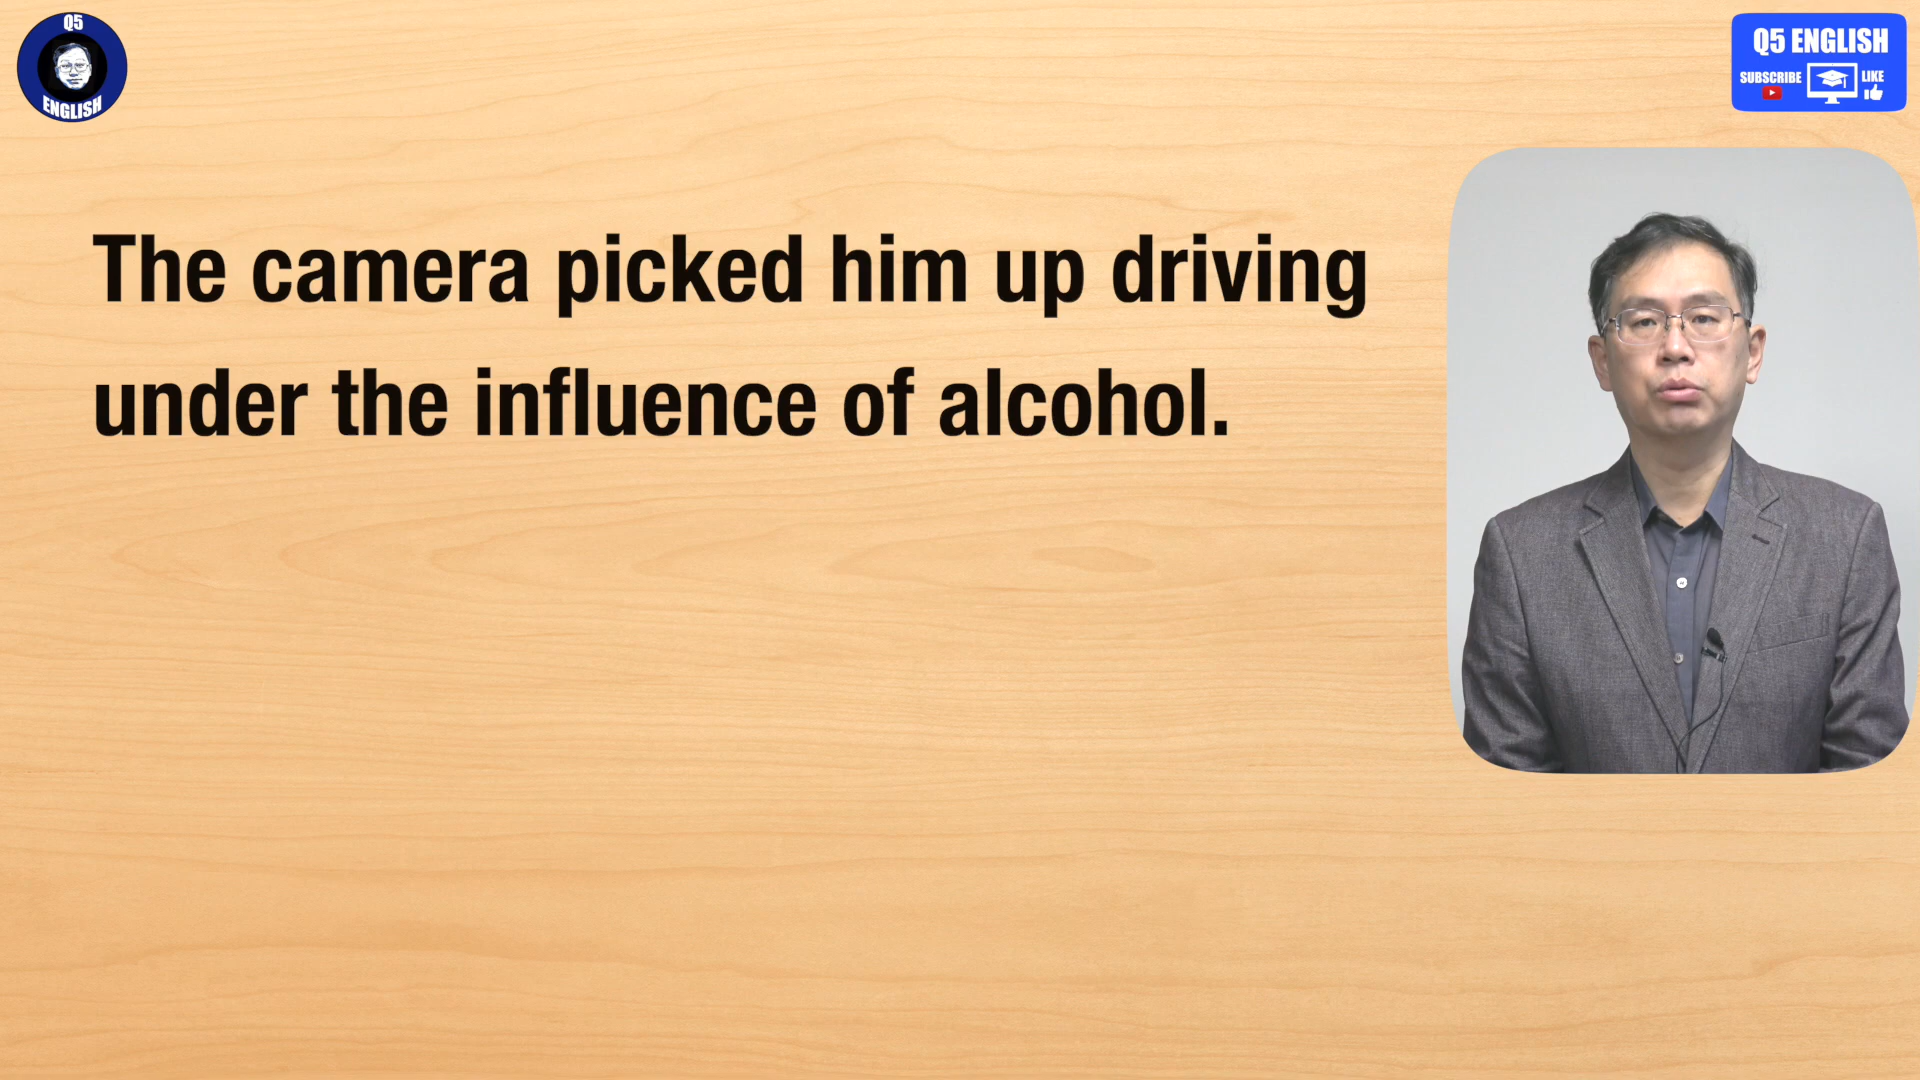 Q5
ENGLISH
Q5 ENGLISH
SUBSCRIBE
LIKE
The camera picked him up driving
under the influence of alcohol.